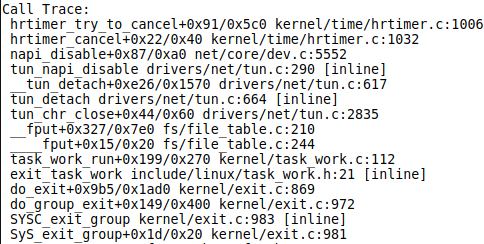 Call Trace:
hrtimer_try_to_cancel+0x91/0x5c0 kernel/time/hrtimer.c:1006
hrtimer_cancel+0x22/0x40 kernel/time/hrtimer.c:1032
napi_disable+0x87/0xa0 net/core/dev.c:5552
tun_napi_disable drivers/net/tun.c:290 [inline]
__tun_detach+0xe26/0x1570 drivers/net/tun.c:617
tun_detach drivers/net/tun.c:664 [inline]
tun_chr_close+0x44/0x60 drivers/net/tun.c:2835
__fput+0x327/0x7e0 fs/file_table.c:210
____fput+0x15/0x20 fs/file_table.c:244
task_work_run+0x199/0x270 kernel/task_work.c:112
exit_task_work include/linux/task_work.h:21 [inline]
do_exit+0x9b5/0x1ad0 kernel/exit.c:869
do_group_exit+0x149/0x400 kernel/exit.c:972
SYSC_exit_group kernel/exit.c:983 [inline]
SyS_exit_group+0x1d/0x20 kernel/exit.c:981